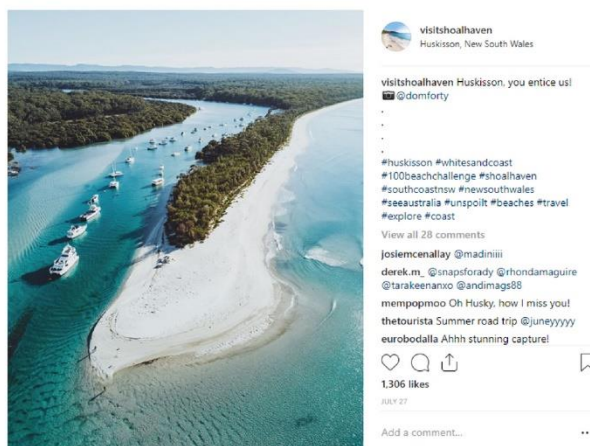 visitshoalhaven
Huskisson, New South Wales
visitshoalhaven Huskisson, you entice us!
@domforty
.
.
.
.
#huskisson #whitesandcoast
#100beachchallenge #shoalhaven
#southcoastnsw #newsouthwales
#seeaustralia #unspoilt #beaches #travel
#explore #coast
View all 28 comments
josiemcenallay @madiniiii
derek.m_ @snapsforady @rhondamaguire
@tarakeenanxo @andimags88
mempopmoo Oh Husky, how I miss you!
thetourista Summer road trip @juneyyyyy
eurobodalla Ahhh stunning capture!
1,306 likes
JULY 27
Add a comment...